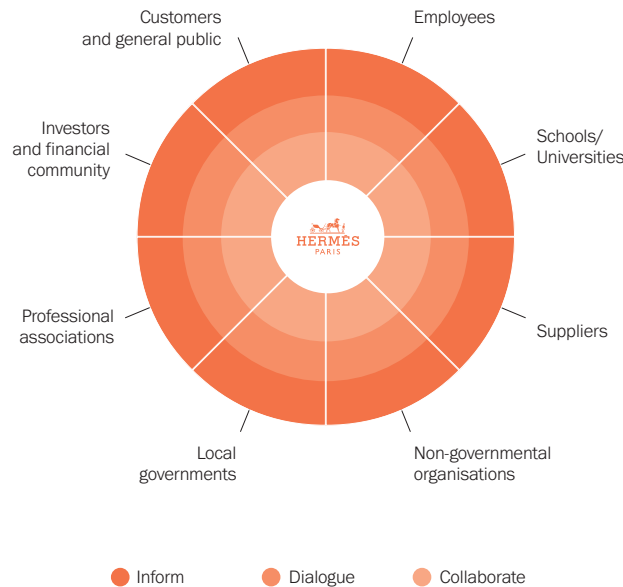 Customers
and general public
Employees
Investors
and financial
community
Schools/
Universities
HERMÈS
PARIS
Professional
associations
Suppliers
Local
governments
Non-governmental
organisations
Inform
Dialogue
Collaborate